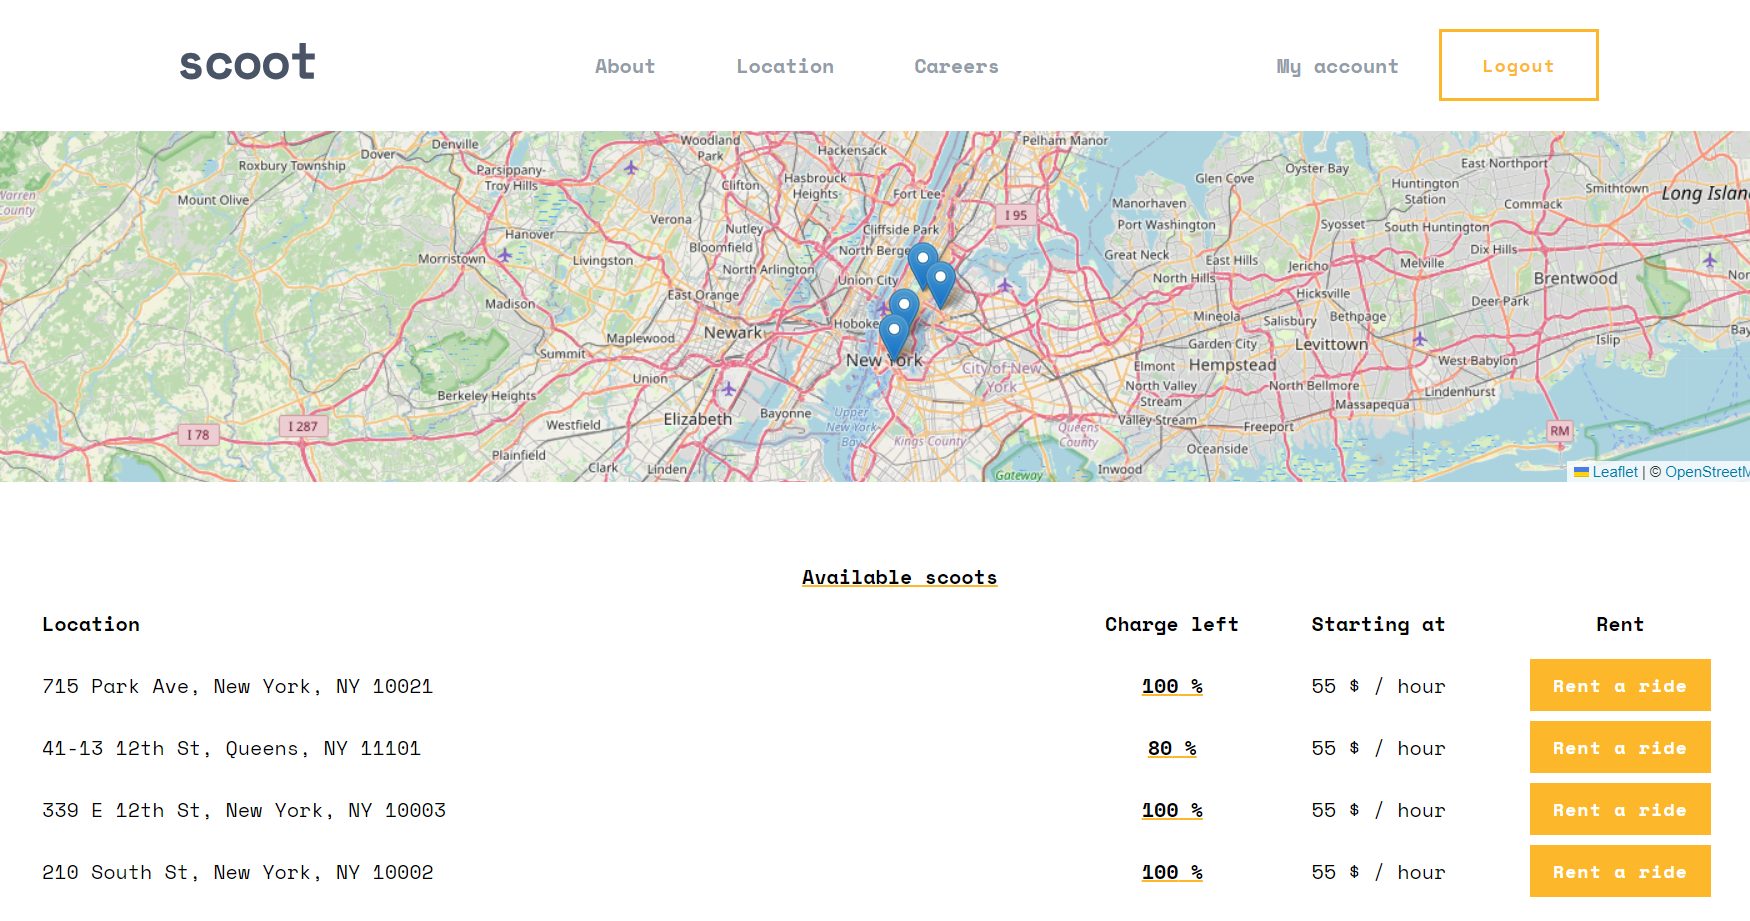 scoot
About
Location
Careers
My account
Logout
Woodland
Park
Pelham Manor
Denville
Dover
Hackensack
Roxbury Township
Parsippany-
Troy Hills
Oyster Bay
East Northport
Warren
County
Mount Olive
Clifton
Hasbrouck
Heights
Fort Lee
Glen Cove
Huntington
Station
Smithtown
Long Islan
Manorhaven
Commack
I 95
Verona
Nutley
Cliffside Park
Port Washington
Syosset
South Huntington
Hanover
Bloomfield
North Berge
Great Neck
East Hills
Dix Hills
Morristown
Livingston
North Arlington
Union City
Jericho
Melville
North Hills
Brentwood
Nor
East Orange
Hicksville
Deer Park
Madison
Hoboke
Mineola
Salisbury
Bethpage
Newark
Maplewood
Garden City
Levittown
Islip
Bay
Summit
New York
City of New
York
Elmont
Hempstead
West Babylon
Union
North Valley
Stream
North Bellmore
Lindenhurst
Berkeley Heights
Massapequa
Elizabeth
Bayonne
Upper
New York
Bay
Valley Stream
Freeport
I 78
I 287
Westfield
Kings County
Queens
County
RM
Oceanside
Plainfield
Clark
Linden
Gateway
Inwood
Leaflet | © OpenStreetM
Available scoots
Location Charge left Starting at Rent
715 Park Ave, New York, NY 10021 100 % 55 $ / hour Rent a ride
41-13 12th St, Queens, NY 11101 80 % 55 $ / hour Rent a ride
339 E 12th St, New York, NY 10003 100 % 55 $ / hour Rent a ride
210 South St, New York, NY 10002 100 % 55 $ / hour Rent a ride